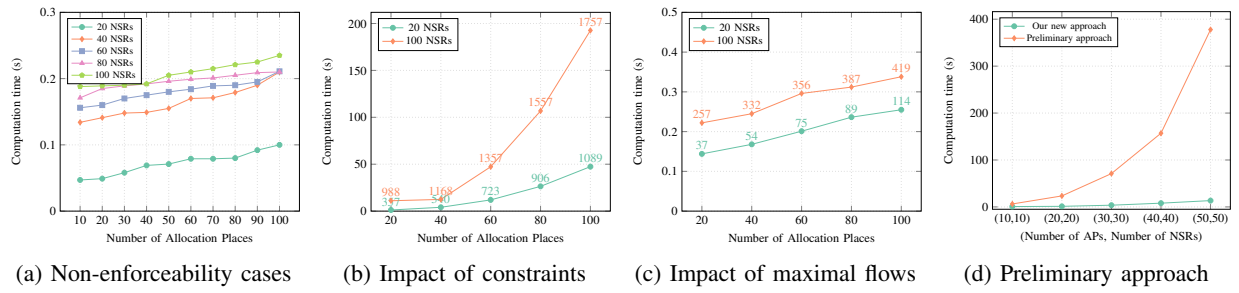 20 NSRs
40 NSRs
60 NSRs
80 NSRs
100 NSRs
0.3
0.2
0.1
0
Computation time (s)
10 20 30 40 50 60 70 80 90 100
Number of Allocation Places
(a) Non-enforceability cases
20 NSRs
100 NSRs
200
150
100
50
0
Computation time (s)
988
1168
1357
1557
1757
540
723
906
1089
20 40 60 80 100
Number of Allocation Places
(b) Impact of constraints
20 NSRs
100 NSRs
0.5
0.4
0.3
0.2
0.1
0
Computation time (s)
257
332
356
387
419
37
54
75
89
114
20 40 60 80 100
Number of Allocation Places
(c) Impact of maximal flows
Our new approach
Preliminary approach
400
300
200
100
0
Computation time (s)
(10,10) (20,20) (30,30) (40,40) (50,50)
(Number of APs, Number of NSRs)
(d) Preliminary approach